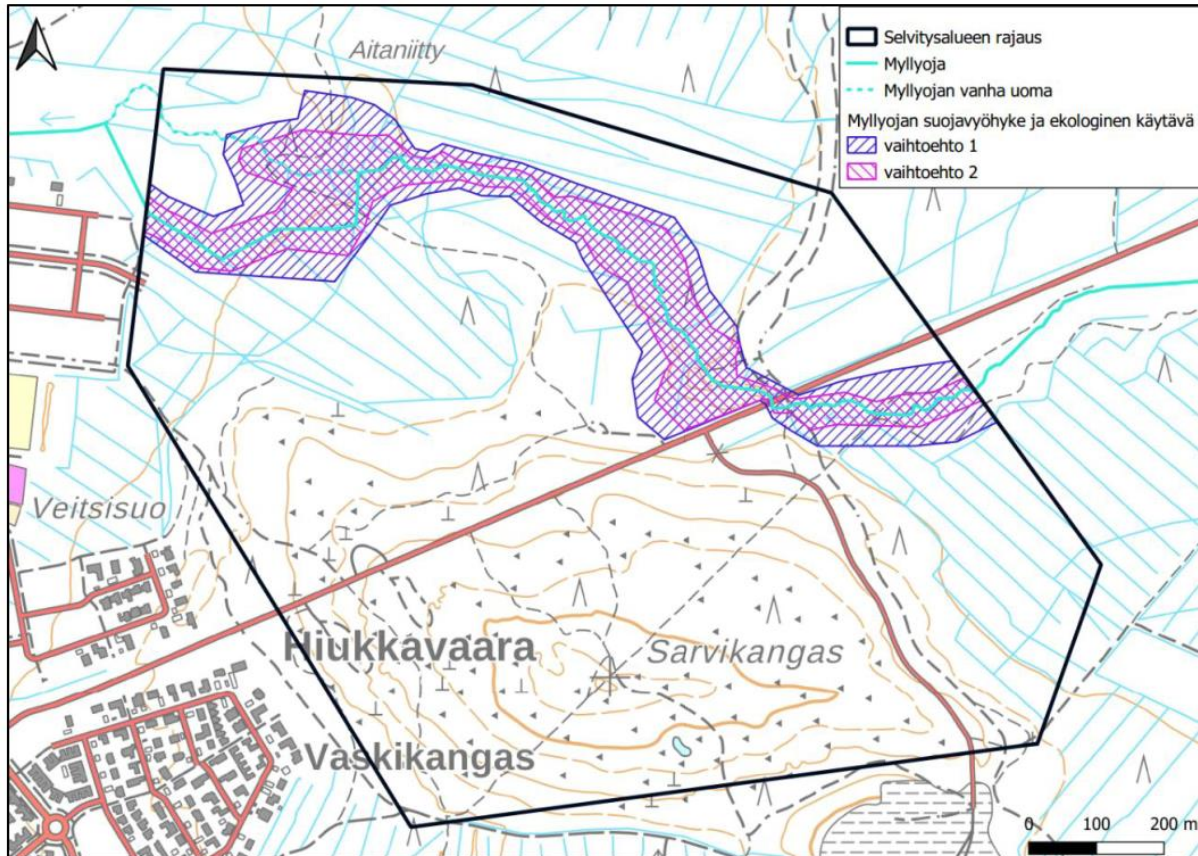 Aitaniitty
Selvitysalueen rajaus
Myllyoja
Myllyojan vanha uoma
Myllyojan suojavyöhyke ja ekologinen käytävä
vaihtoehto 1
vaihtoehto 2
Veitsisuo
Hiukkavaara
Sarvikangas
Vaskikangas
0 100 200 m